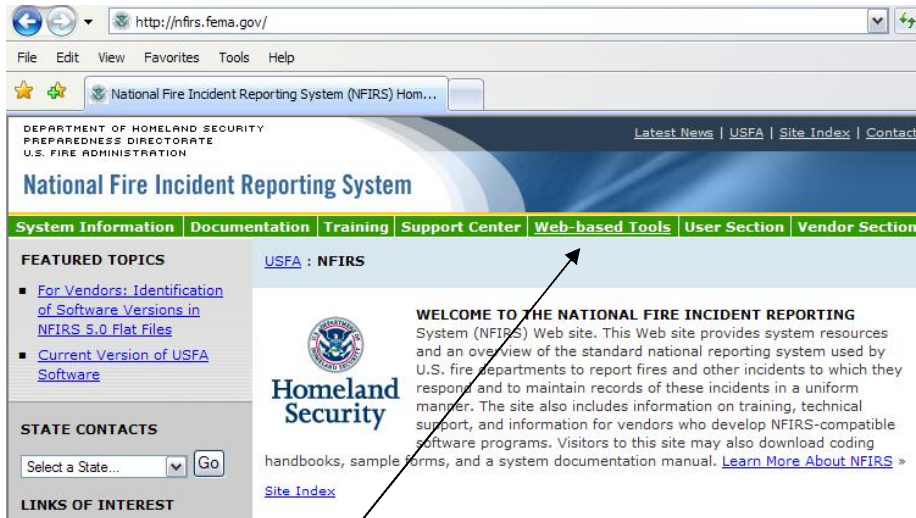 http://nfirs.fema.gov/
File Edit View Favorites Tools Help
National Fire Incident Reporting System (NFIRS) Hom...
DEPARTMENT OF HOMELAND SECURITY
PREPAREDNESS DIRECTORATE
U.S. FIRE ADMINISTRATION
Latest News | USFA | Site Index | Contact
National Fire Incident Reporting System
System Information Documentation Training Support Center Web-based Tools User Section Vendor Section
FEATURED TOPICS
For Vendors: Identification
of Software Versions in
NFIRS 5.0 Flat Files
Current Version of USFA
Software
STATE CONTACTS
Select a State... Go
LINKS OF INTEREST
USFA : NFIRS
Homeland
Security
WELCOME TO THE NATIONAL FIRE INCIDENT REPORTING
System (NFIRS) Web site. This Web site provides system resources
and an overview of the standard national reporting system used by
U.S. fire departments to report fires and other incidents to which they
respond and to maintain records of these incidents in a uniform
manner. The site also includes information on training, technical
support, and information for vendors who develop NFIRS-compatible
software programs. Visitors to this site may also download coding
handbooks, sample forms, and a system documentation manual. Learn More About NFIRS »
Site Index